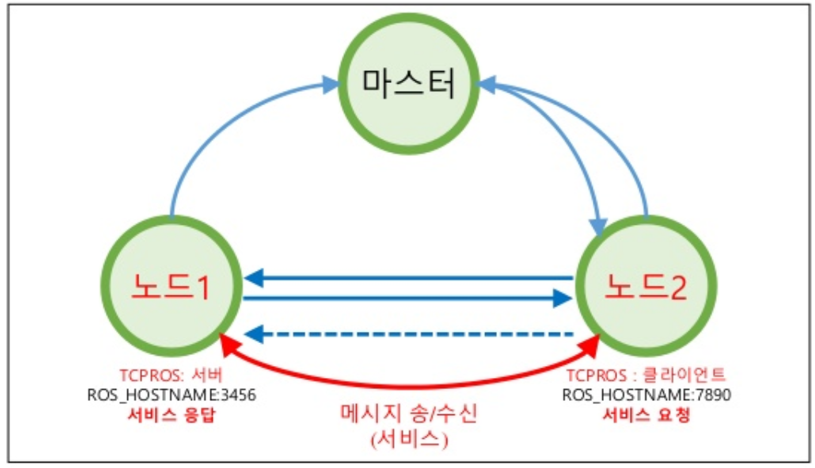 마스터
노드1
노드2
TCPROS: 서버
ROS_HOSTNAME:3456
서비스 응답
TCPROS : 클라이언트
ROS_HOSTNAME:7890
서비스 요청
메시지 송/수신
(서비스)